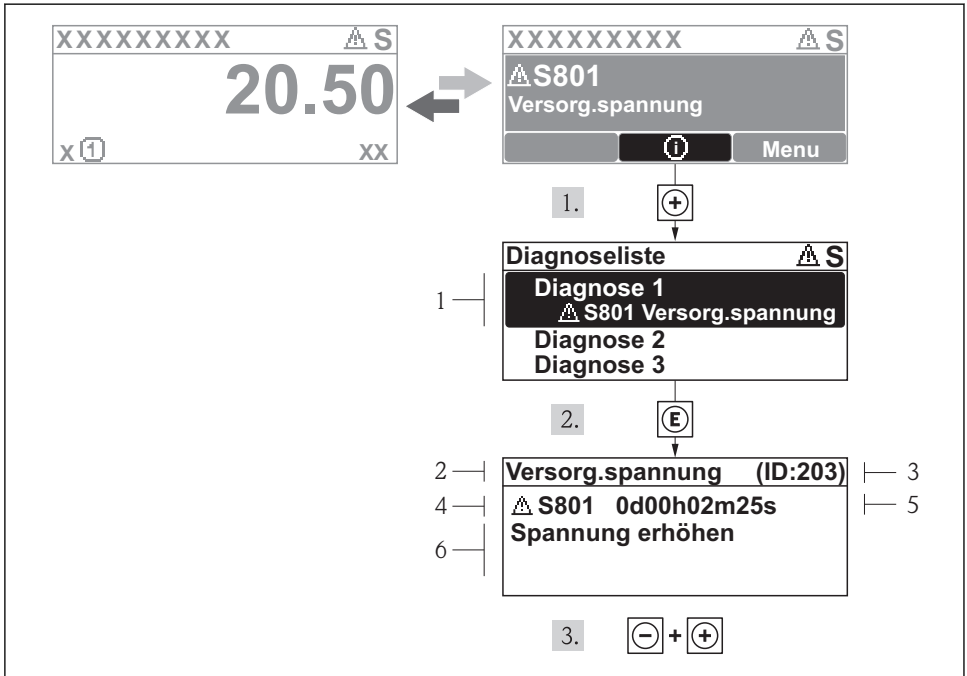 XXXXXXXXX ⚠ S
20.50
x ① xx
XXXXXXXXX ⚠ S
⚠ S801
Versorg.spannung
ⓘ Menu
1. +
Diagnoseliste ⚠ S
1 Diagnose 1
⚠ S801 Versorg.spannung
Diagnose 2
Diagnose 3
2. E
2 Versorg.spannung (ID:203) 3
4 ⚠ S801 0d00h02m25s 5
6 Spannung erhöhen
3. - + +